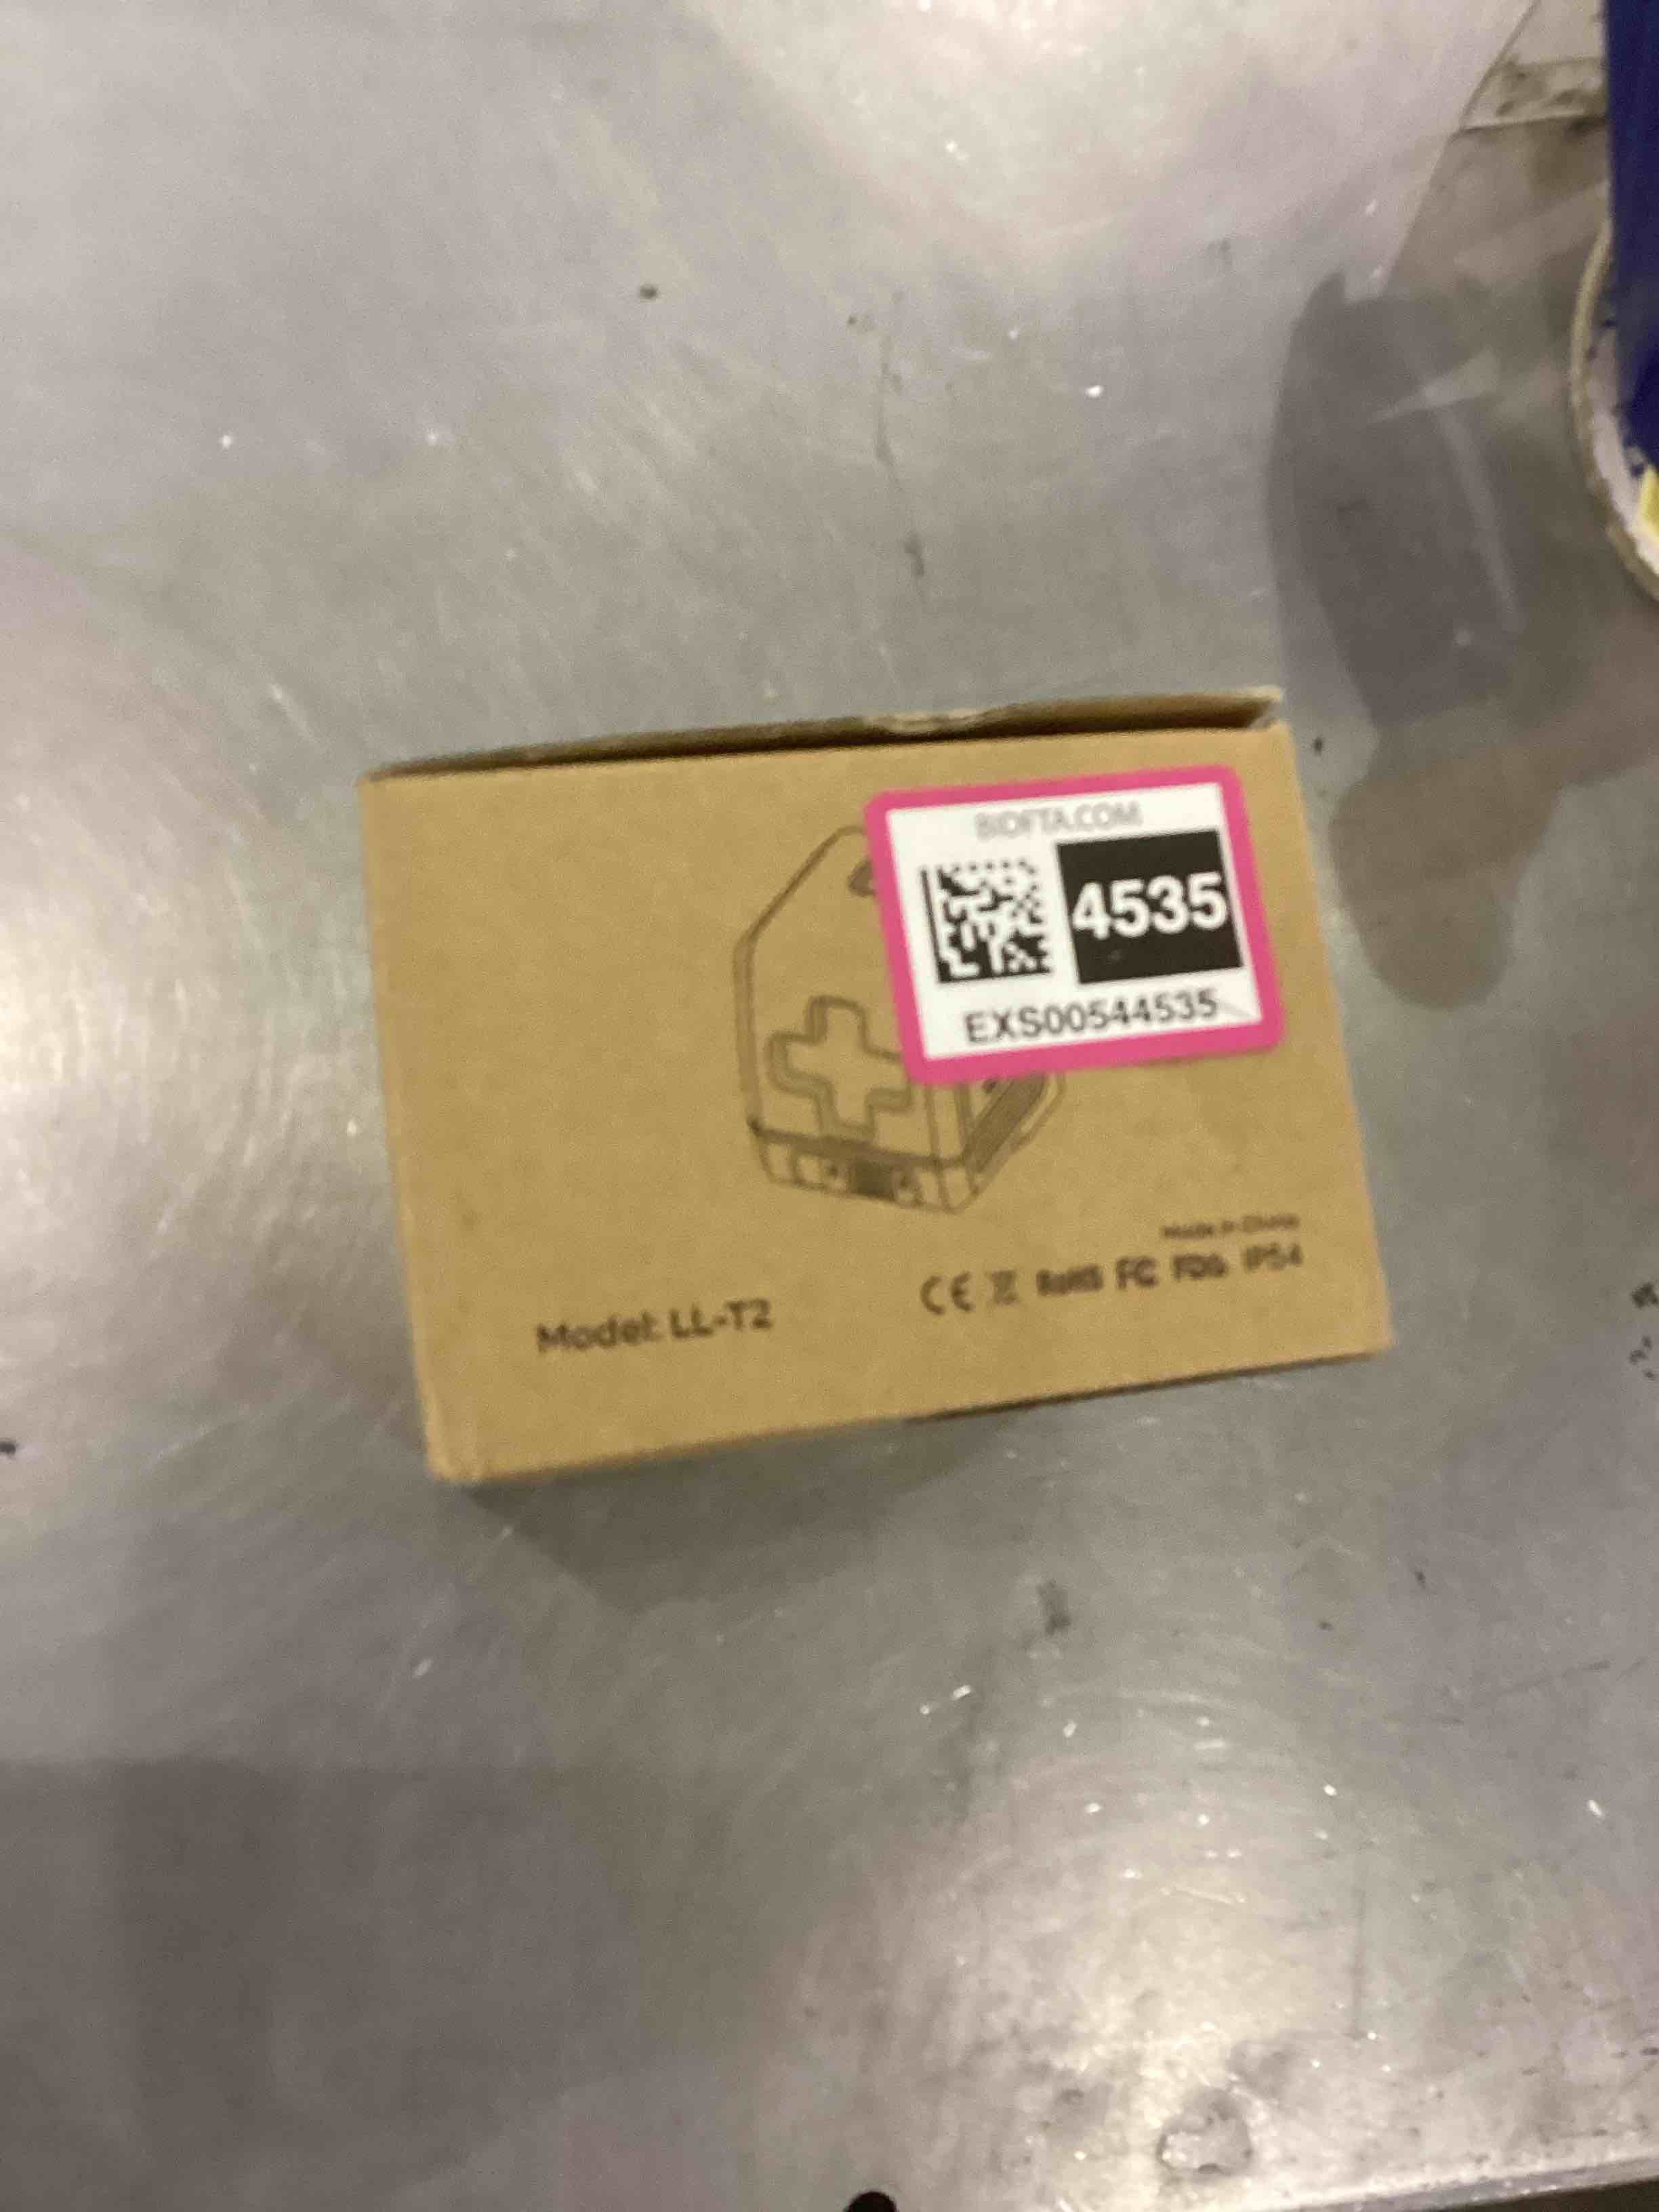 BIDFTA.COM
4535
EXS00544535
Made in China
CE RoHS FC FDA IP54
Model: LL-T2